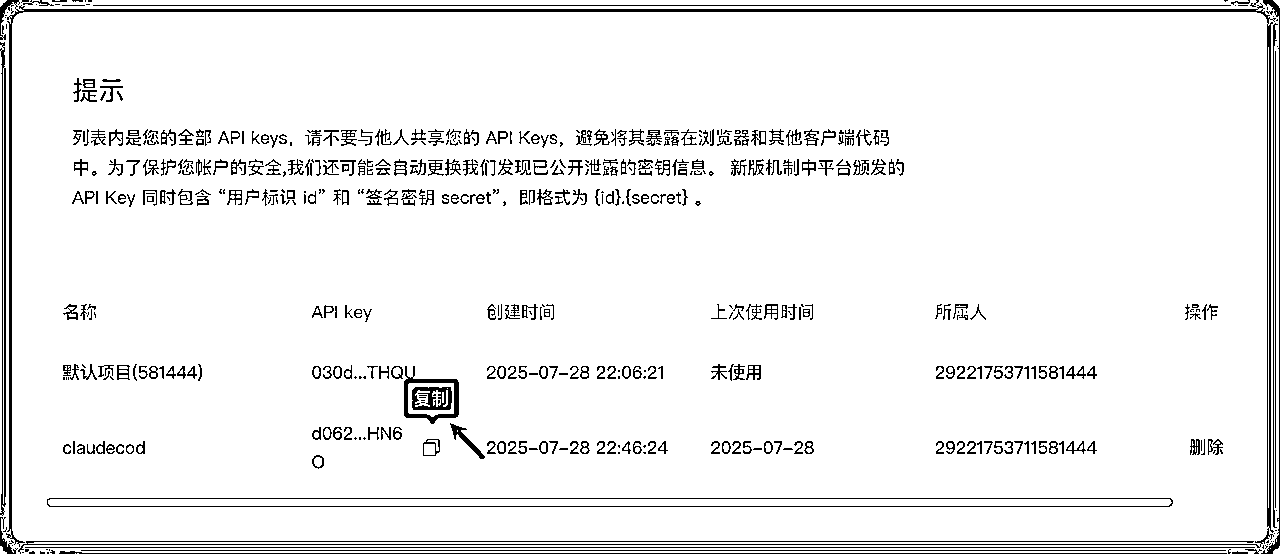 提示
列表内是您的全部 API keys，请不要与他人共享您的 API Keys，避免将其暴露在浏览器和其他客户端代码
中。为了保护您帐户的安全,我们还可能会自动更换我们发现已公开泄露的密钥信息。 新版机制中平台颁发的
API Key 同时包含 “用户标识 id” 和 “签名密钥 secret”，即格式为 {id}.{secret} 。
名称 API key 创建时间 上次使用时间 所属人 操作
默认项目(581444) 030d...THQU 2025-07-28 22:06:21 未使用 29221753711581444
复制
claudecod d062...HN6 2025-07-28 22:46:24 2025-07-28 29221753711581444 删除
O